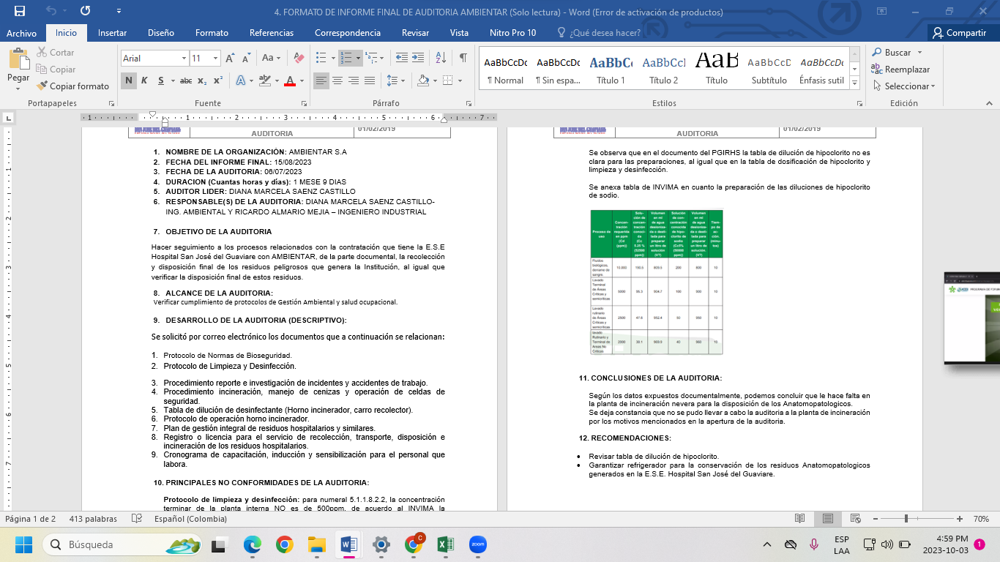 4. FORMATO DE INFORME FINAL DE AUDITORIA AMBIENTAR (Solo lectura) - Word (Error de activación de productos)
Archivo Inicio Insertar Diseño Formato Referencias Correspondencia Revisar Vista Nitro Pro 10 ¿Qué desea hacer? Compartir
Pegar
Cortar
Copiar
Copiar formato
Portapapeles
Arial 11
N K S abc x₂ x²
Fuente
Párrafo
AaBbCcDc AaBbCcDc AaBbCc AaBbCcI AaB AaBbCcD AaBbCcDc
¶ Normal ¶ Sin espa... Título 1 Título 2 Título Subtítulo Énfasis sutil
Estilos
Buscar
Reemplazar
Seleccionar
Edición
AUDITORIA 01/02/2019
1. NOMBRE DE LA ORGANIZACIÓN: AMBIENTAR S.A
2. FECHA DEL INFORME FINAL: 15/08/2023
3. FECHA DE LA AUDITORIA: 06/07/2023
4. DURACION (Cuantas horas y días): 1 MESE 9 DIAS
5. AUDITOR LIDER: DIANA MARCELA SAENZ CASTILLO
6. RESPONSABLE(S) DE LA AUDITORIA: DIANA MARCELA SAENZ CASTILLO-
ING. AMBIENTAL Y RICARDO ALMARIO MEJIA – INGENIERO INDUSTRIAL
7. OBJETIVO DE LA AUDITORIA
Hacer seguimiento a los procesos relacionados con la contratación que tiene la E.S.E
Hospital San José del Guaviare con AMBIENTAR, de la parte documental, la recolección
y disposición final de los residuos peligrosos que genera la Institución, al igual que
verificar la disposición final de estos residuos.
8. ALCANCE DE LA AUDITORIA:
Verificar cumplimiento de protocolos de Gestión Ambiental y salud ocupacional.
9. DESARROLLO DE LA AUDITORIA (DESCRIPTIVO):
Se solicitó por correo electrónico los documentos que a continuación se relacionan:
1. Protocolo de Normas de Bioseguridad.
2. Protocolo de Limpieza y Desinfección.
3. Procedimiento reporte e investigación de incidentes y accidentes de trabajo.
4. Procedimiento incineración, manejo de cenizas y operación de celdas de
seguridad.
5. Tabla de dilución de desinfectante (Horno incinerador, carro recolector).
6. Protocolo de operación horno incinerador.
7. Plan de gestión integral de residuos hospitalarios y similares.
8. Registro o licencia para el servicio de recolección, transporte, disposición e
incineración de los residuos hospitalarios.
9. Cronograma de capacitación, inducción y sensibilización para el personal que
labora.
10. PRINCIPALES NO CONFORMIDADES DE LA AUDITORIA:
Protocolo de limpieza y desinfección: para numeral 5.1.1.8.2.2, la concentración
terminar de la planta interna NO es de 500ppm, de acuerdo al INVIMA la
AUDITORIA 01/02/2019
Se observa que en el documento del PGIRHS la tabla de dilución de hipoclorito no es
clara para las preparaciones, al igual que en la tabla de dosificación de hipoclorito y
limpieza y desinfección.
Se anexa tabla de INVIMA en cuanto la preparación de las diluciones de hipoclorito
de sodio.
Proceso de uso
Concentración requerida en ppm (Cd (ppm))
Solución de concentración conocida (Cc 5.25 % (52500 ppm))
Volumen en ml de agua desionizada o destilada para preparar un litro de solución (V?)
Solución de concentración conocida de hipoclorito de sodio (Cc5% (50000 ppm))
Volumen en ml de agua desionizada o destilada para preparar un litro de solución. (V?)
Tiempo de acción. (minutos)
Fluidos biológicos, derrame de sangre. 10.000 190.5 809.5 200 800 10
Lavado Terminal de Áreas Críticas y semicríticas 5000 95.3 904.7 100 900 10
Lavado rutinario de Áreas Críticas y semicríticas 2500 47.6 952.4 50 950 10
lavado Rutinario y Terminal de Áreas No Críticas 2000 960 40 10
11. CONCLUSIONES DE LA AUDITORIA:
Según los datos expuestos documentalmente, podemos concluir que le hace falta en
la planta de incineración nevera para la disposición de los Anatomopatologicos.
Se deja constancia que no se pudo llevar a cabo la auditoria a la planta de incineración
por los motivos mencionados en la apertura de la auditoria.
12. RECOMENDACIONES:
• Revisar tabla de dilución de hipoclorito.
• Garantizar refrigerador para la conservación de los residuos Anatomopatologicos
generados en la E.S.E. Hospital San José del Guaviare.
Página 1 de 2 413 palabras Español (Colombia) 70%
Búsqueda
zoom
ESP
LAA
4:59 PM
2023-10-03
1